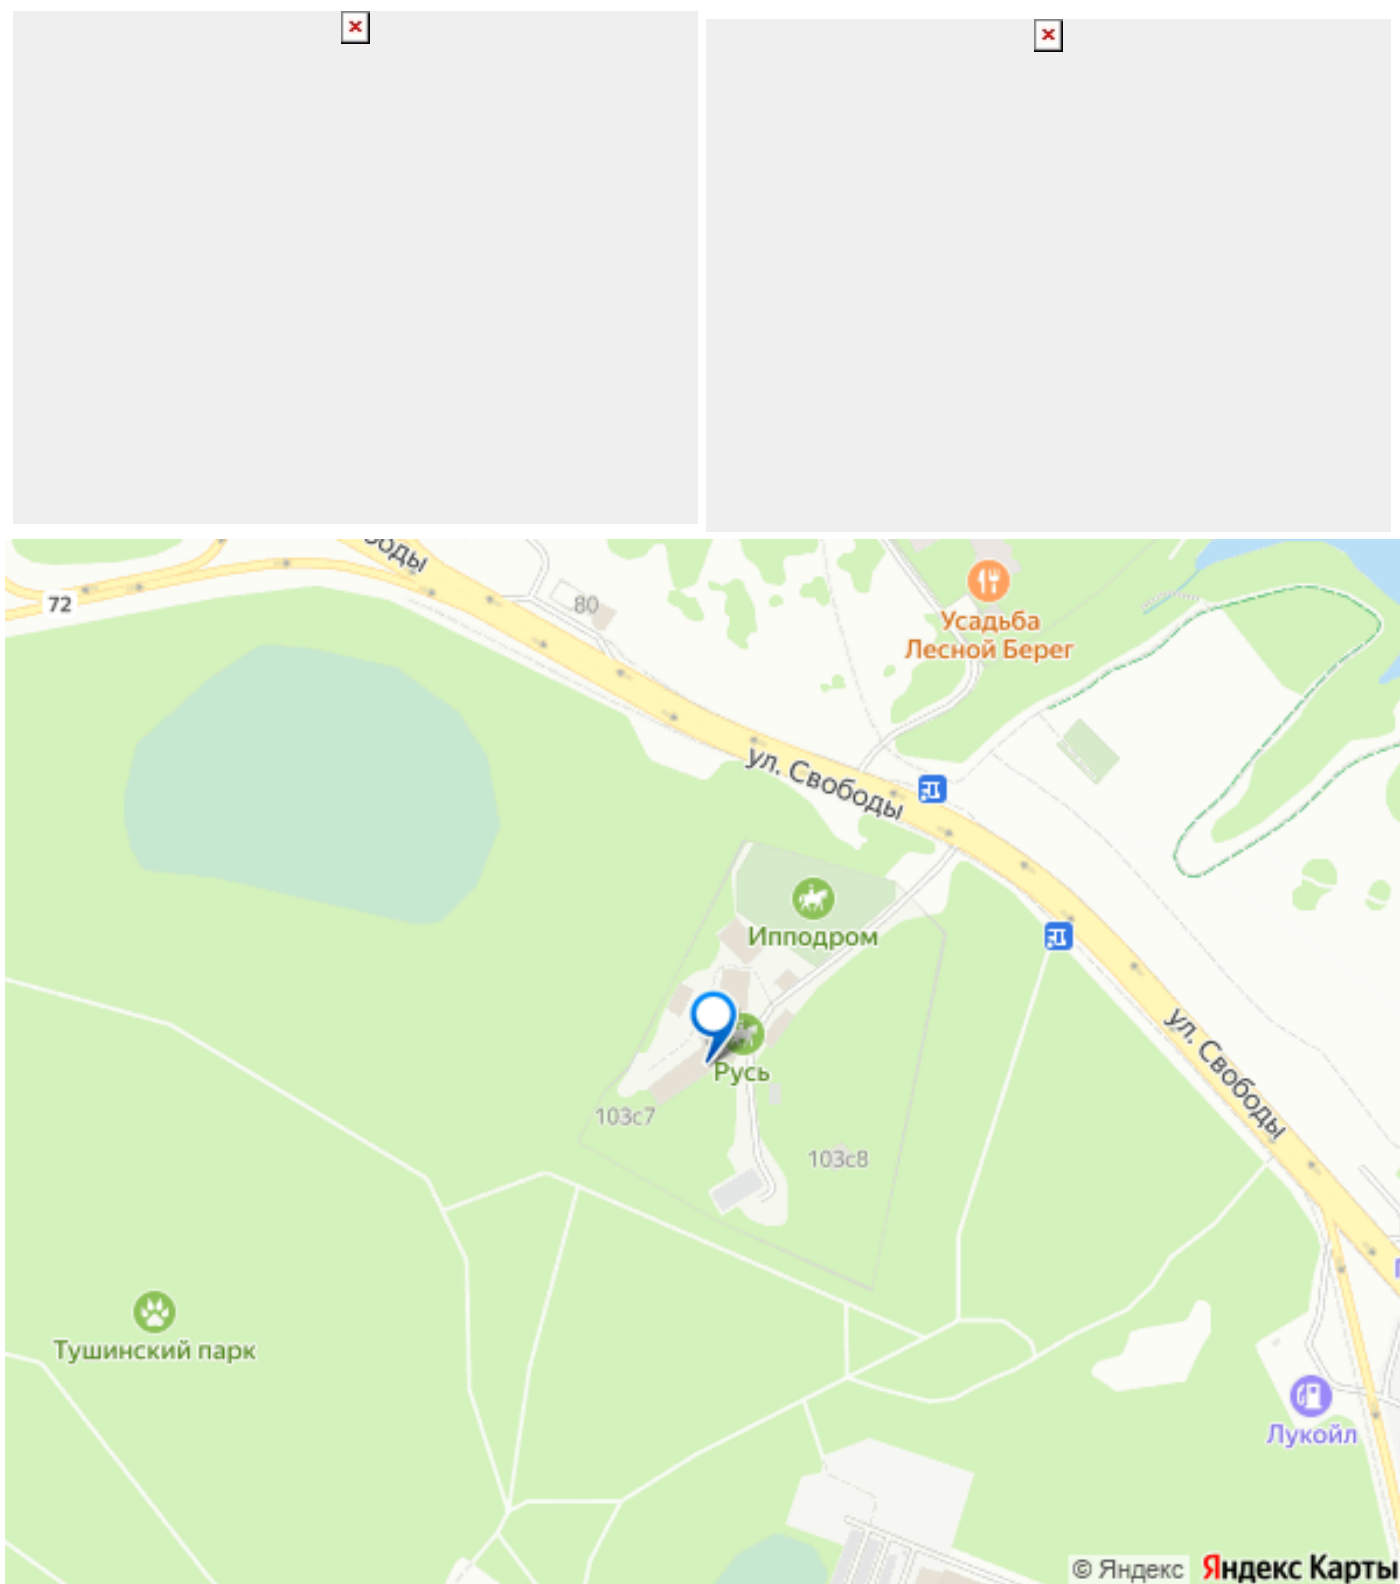 боды
72
80
Усадьба
Лесной Берег
ул. Свободы
Ипподром
ул. Свободы
Русь
103с7
103с8
Тушинский парк
Лукойл
© Яндекс Яндекс Карты